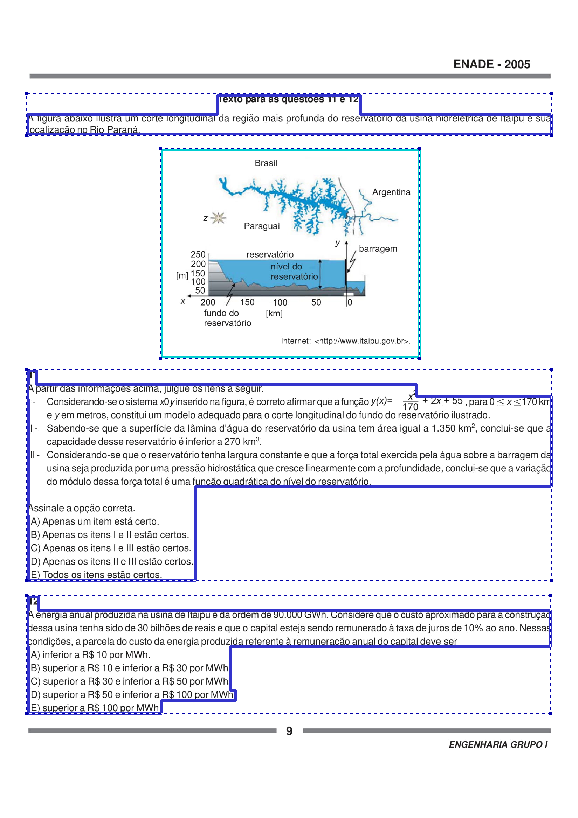 ENADE - 2005
Texto para as questões 11 e 12
A figura abaixo ilustra um corte longitudinal da região mais profunda do reservatório da usina hidrelétrica de Itaipu e sua
localização no Rio Paraná.
Brasil
Argentina
z
Paraguai
y
barragem
250
reservatório
200
nível do
[m] 150
reservatório
100
50
x 200 150 100 50 0
fundo do [km]
reservatório
Internet: <http://www.itaipu.gov.br>.
A partir das informações acima, julgue os itens a seguir.
I - Considerando-se o sistema x0y inserido na figura, é correto afirmar que a função y(x)= x²/170 + 2x + 55 , para 0 < x ≤170 km
e y em metros, constitui um modelo adequado para o corte longitudinal do fundo do reservatório ilustrado.
II - Sabendo-se que a superfície da lâmina d'água do reservatório da usina tem área igual a 1.350 km², conclui-se que a
capacidade desse reservatório é inferior a 270 km³.
III - Considerando-se que o reservatório tenha largura constante e que a força total exercida pela água sobre a barragem da
usina seja produzida por uma pressão hidrostática que cresce linearmente com a profundidade, conclui-se que a variação
do módulo dessa força total é uma função quadrática do nível do reservatório.
Assinale a opção correta.
A) Apenas um item está certo.
B) Apenas os itens I e II estão certos.
C) Apenas os itens I e III estão certos.
D) Apenas os itens II e III estão certos.
E) Todos os itens estão certos.
12
A energia anual produzida na usina de Itaipu é da ordem de 90.000 GWh. Considere que o custo aproximado para a construção
dessa usina tenha sido de 30 bilhões de reais e que o capital esteja sendo remunerado à taxa de juros de 10% ao ano. Nessas
condições, a parcela do custo da energia produzida referente à remuneração anual do capital deve ser
A) inferior a R$ 10 por MWh.
B) superior a R$ 10 e inferior a R$ 30 por MWh.
C) superior a R$ 30 e inferior a R$ 50 por MWh.
D) superior a R$ 50 e inferior a R$ 100 por MWh.
E) superior a R$ 100 por MWh.
9
ENGENHARIA GRUPO I